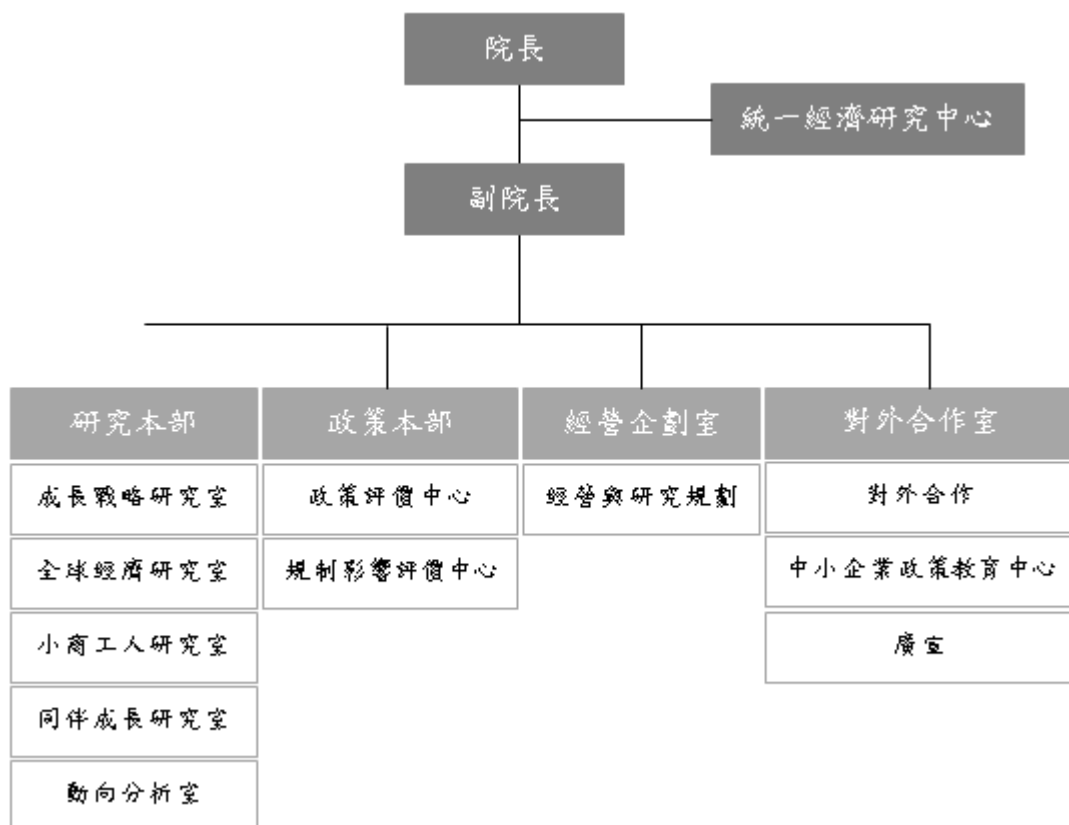 院長
統一經濟研究中心
副院長
研究本部
政策本部
經營企劃室
對外合作室
成長戰略研究室
政策評價中心
經營與研究規劃
對外合作
全球經濟研究室
規制影響評價中心
中小企業政策教育中心
小商工人研究室
廣宣
同伴成長研究室
動向分析室